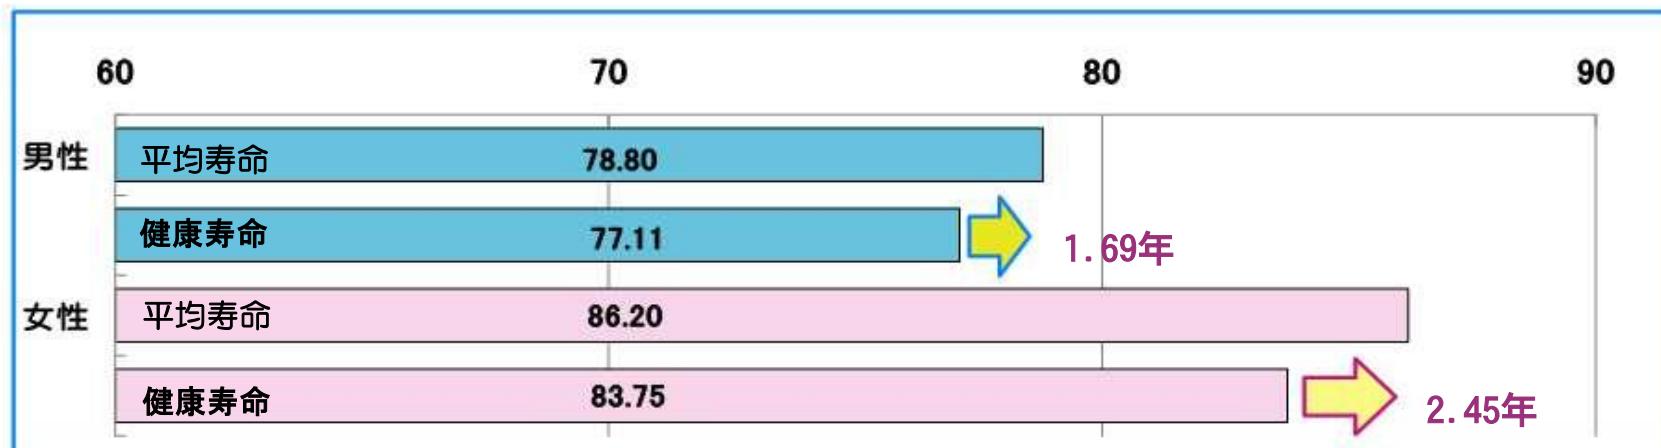 60 70 80 90
男性 平均寿命 78.80
健康寿命 77.11 1.69年
女性 平均寿命 86.20
健康寿命 83.75 2.45年